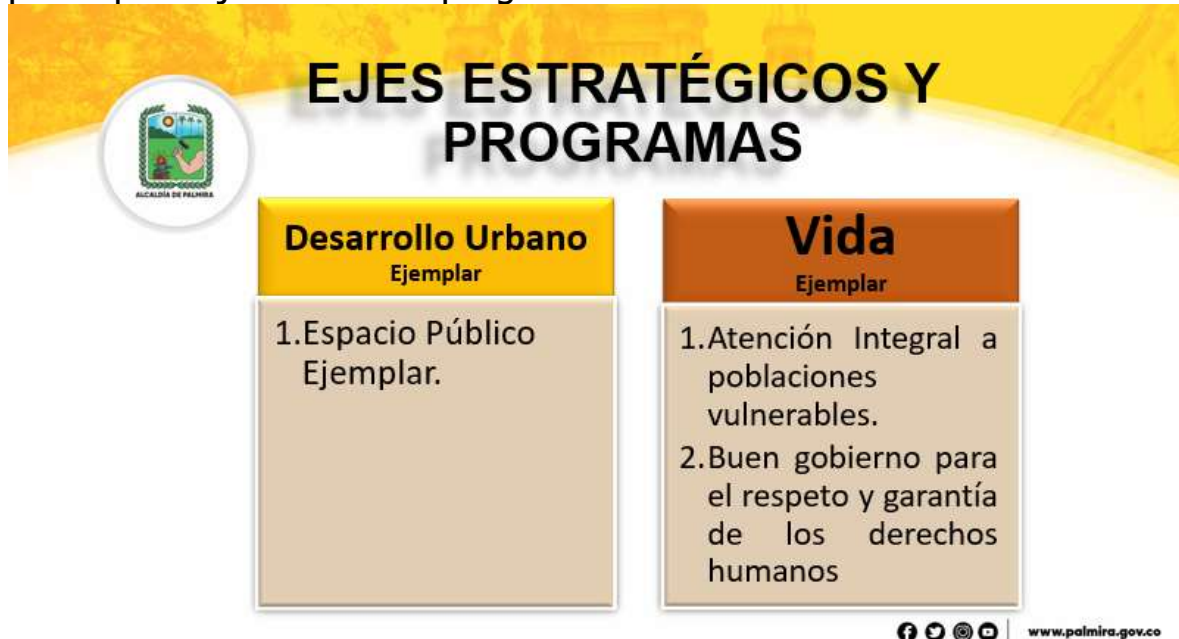 EJES ESTRATÉGICOS Y
PROGRAMAS
ALCALDÍA DE PALMIRA
Desarrollo Urbano
Ejemplar
1.Espacio Público
Ejemplar.
Vida
Ejemplar
1.Atención Integral a
poblaciones
vulnerables.
2.Buen gobierno para
el respeto y garantía
de los derechos
humanos
www.palmira.gov.co